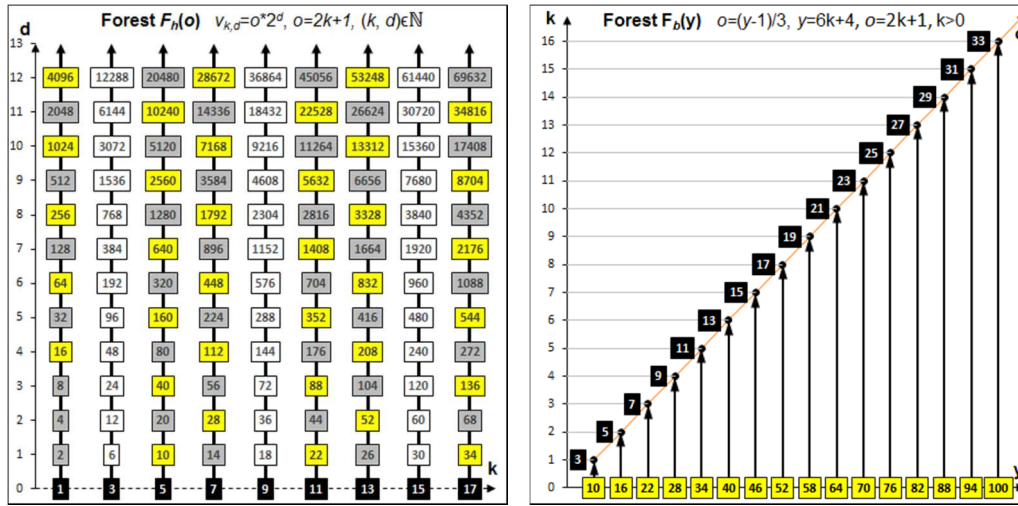 Forest Fh(o) vk,d=o*2^d, o=2k+1, (k, d)ϵℕ
d
13
12 4096 12288 20480 28672 36864 45056 53248 61440 69632
11 2048 6144 10240 14336 18432 22528 26624 30720 34816
10 1024 3072 5120 7168 9216 11264 13312 15360 17408
9 512 1536 2560 3584 4608 5632 6656 7680 8704
8 256 768 1280 1792 2304 2816 3328 3840 4352
7 128 384 640 896 1152 1408 1664 1920 2176
6 64 192 320 448 576 704 832 960 1088
5 32 96 160 224 288 352 416 480 544
4 16 48 80 112 144 176 208 240 272
3 8 24 40 56 72 88 104 120 136
2 4 12 20 28 36 44 52 60 68
1 2 6 10 14 18 22 26 30 34
k
0 1 3 5 7 9 11 13 15 17
Forest Fb(y) o=(y-1)/3, y=6k+4, o=2k+1, k>0
k
16 33
15 31
14 29
13 27
12 25
11 23
10 21
9 19
8 17
7 15
6 13
5 11
4 9
3 7
2 5
1 3
0 10 16 22 28 34 40 46 52 58 64 70 76 82 88 94 100